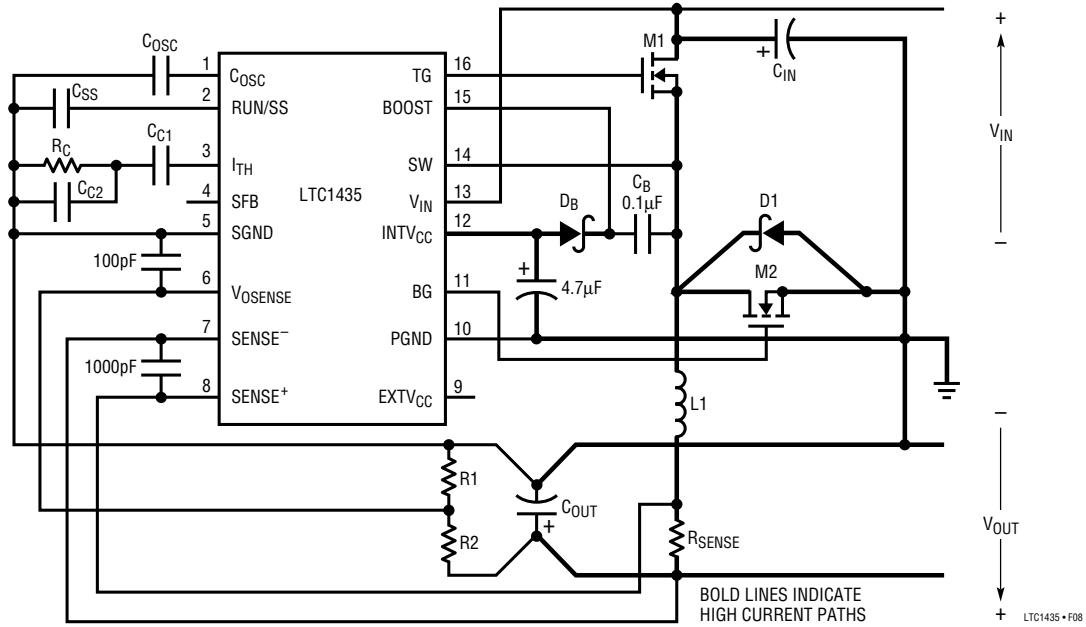 C_OSC
1
C_OSC
C_SS
2
RUN/SS
C_C1
3
I_TH
R_C
C_C2
4
SFB
5
SGND
100pF
6
V_OSENSE
7
SENSE⁻
1000pF
8
SENSE⁺
LTC1435
TG
16
BOOST
15
SW
14
V_IN
13
INTV_CC
12
BG
11
PGND
10
EXTV_CC
9
M1
+
C_IN
D_B
C_B
0.1µF
+
4.7µF
D1
M2
L1
R1
R2
C_OUT
+
R_SENSE
BOLD LINES INDICATE
HIGH CURRENT PATHS
+
V_IN
–
–
V_OUT
+
LTC1435 • F08